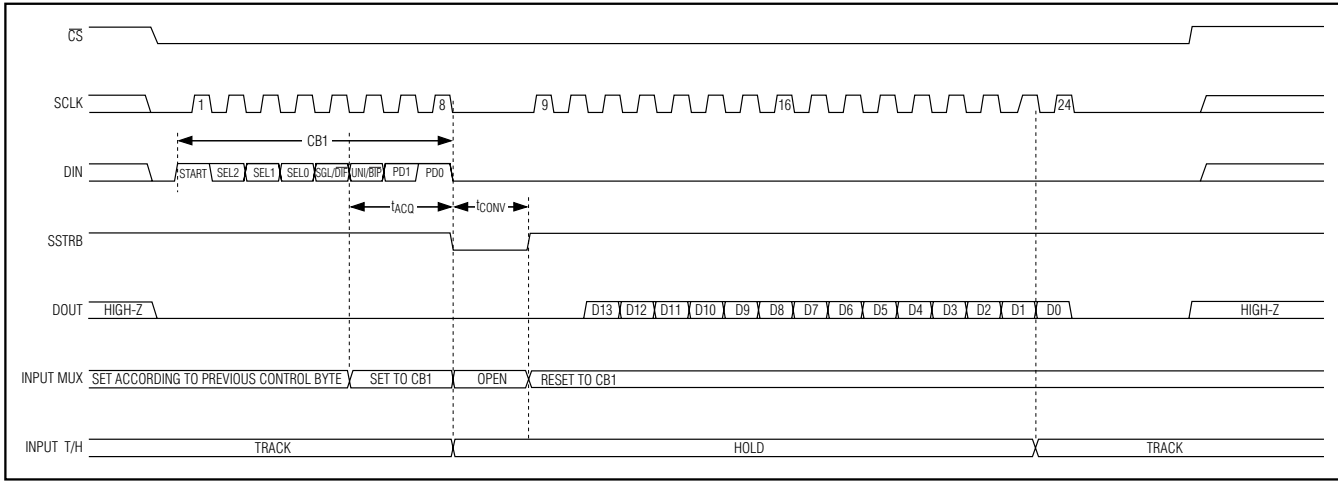 CS
SCLK 1 8 9 16 24
CB1
DIN START SEL2 SEL1 SEL0 SGL/DIF UNI/BIP PD1 PD0
tACQ tCONV
SSTRB
DOUT HIGH-Z D13 D12 D11 D10 D9 D8 D7 D6 D5 D4 D3 D2 D1 D0 HIGH-Z
INPUT MUX SET ACCORDING TO PREVIOUS CONTROL BYTE SET TO CB1 OPEN RESET TO CB1
INPUT T/H TRACK HOLD TRACK